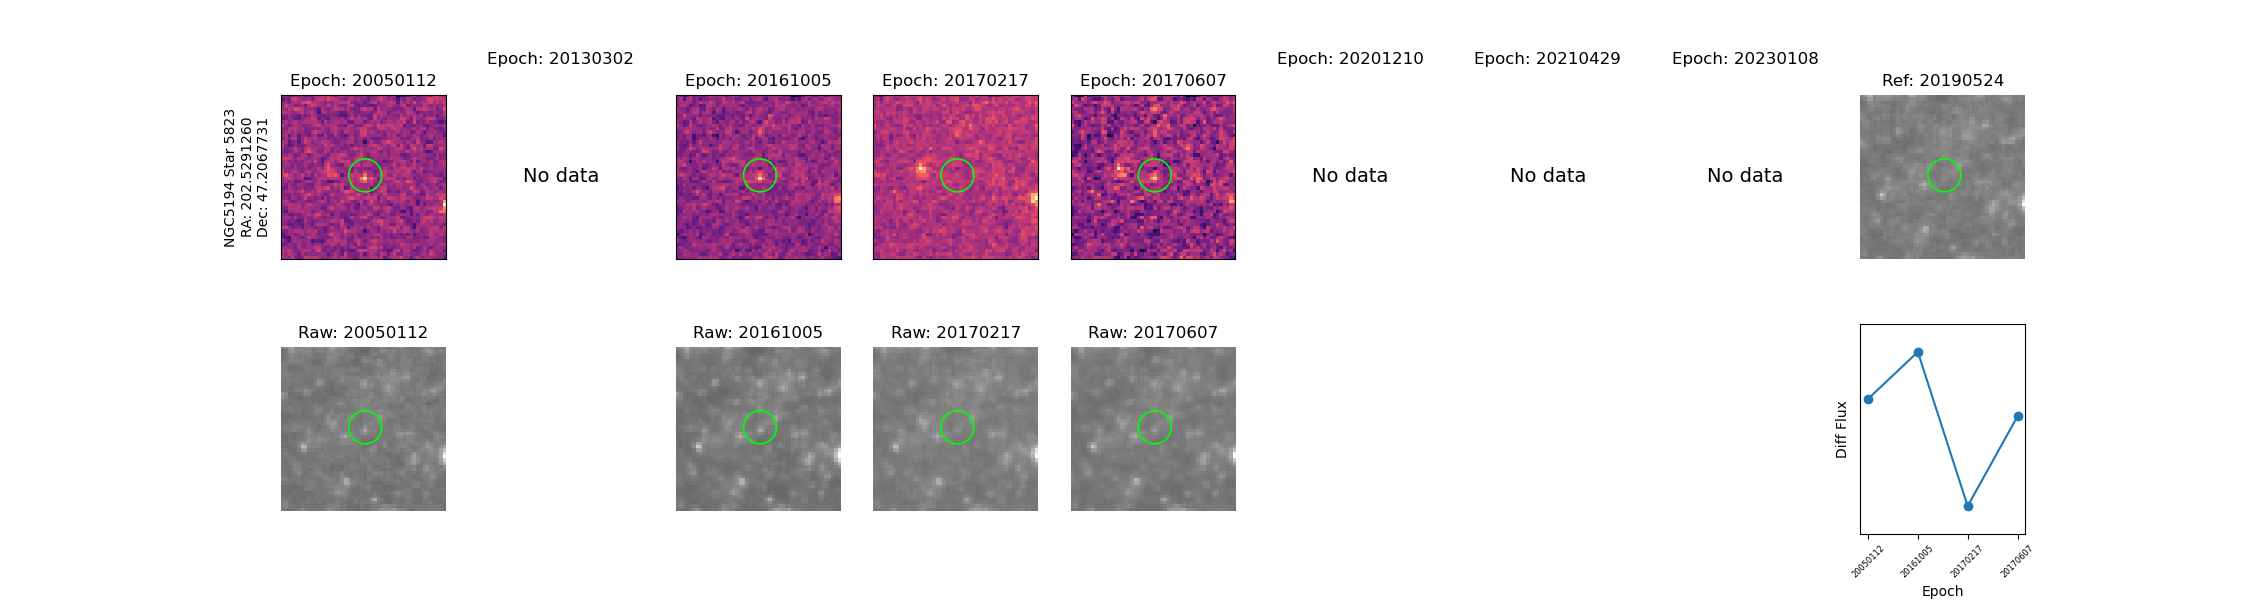 Epoch: 20130302
Epoch: 20201210
Epoch: 20210429
Epoch: 20230108
Epoch: 20050112
Epoch: 20161005
Epoch: 20170217
Epoch: 20170607
Ref: 20190524
NGC5194 Star 5823
RA: 202.5291260
Dec: 47.2067731
No data
No data
No data
No data
Raw: 20050112
Raw: 20161005
Raw: 20170217
Raw: 20170607
Diff Flux
20050112
20161005
20170217
20170607
Epoch